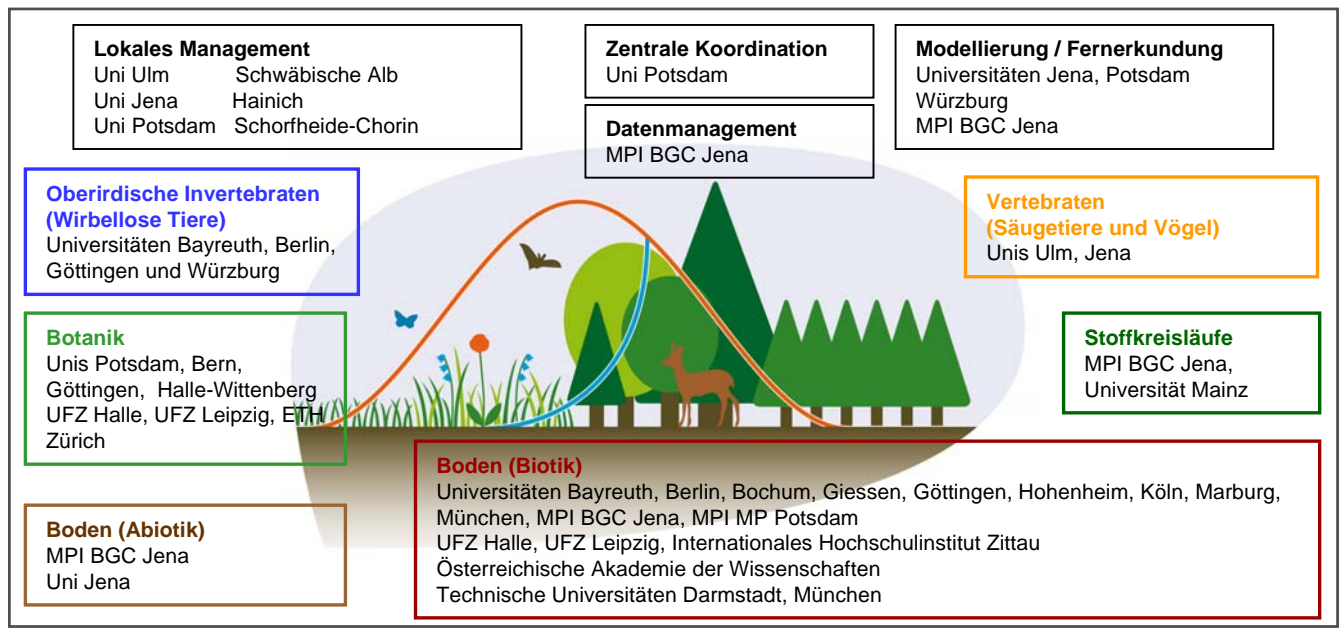 Lokales Management
Uni Ulm Schwäbische Alb
Uni Jena Hainich
Uni Potsdam Schorfheide-Chorin
Zentrale Koordination
Uni Potsdam
Datenmanagement
MPI BGC Jena
Modellierung / Fernerkundung
Universitäten Jena, Potsdam
Würzburg
MPI BGC Jena
Oberirdische Invertebraten
(Wirbellose Tiere)
Universitäten Bayreuth, Berlin,
Göttingen und Würzburg
Vertebraten
(Säugetiere und Vögel)
Unis Ulm, Jena
Botanik
Unis Potsdam, Bern,
Göttingen, Halle-Wittenberg
UFZ Halle, UFZ Leipzig, ETH
Zürich
Stoffkreisläufe
MPI BGC Jena,
Universität Mainz
Boden (Abiotik)
MPI BGC Jena
Uni Jena
Boden (Biotik)
Universitäten Bayreuth, Berlin, Bochum, Giessen, Göttingen, Hohenheim, Köln, Marburg,
München, MPI BGC Jena, MPI MP Potsdam
UFZ Halle, UFZ Leipzig, Internationales Hochschulinstitut Zittau
Österreichische Akademie der Wissenschaften
Technische Universitäten Darmstadt, München